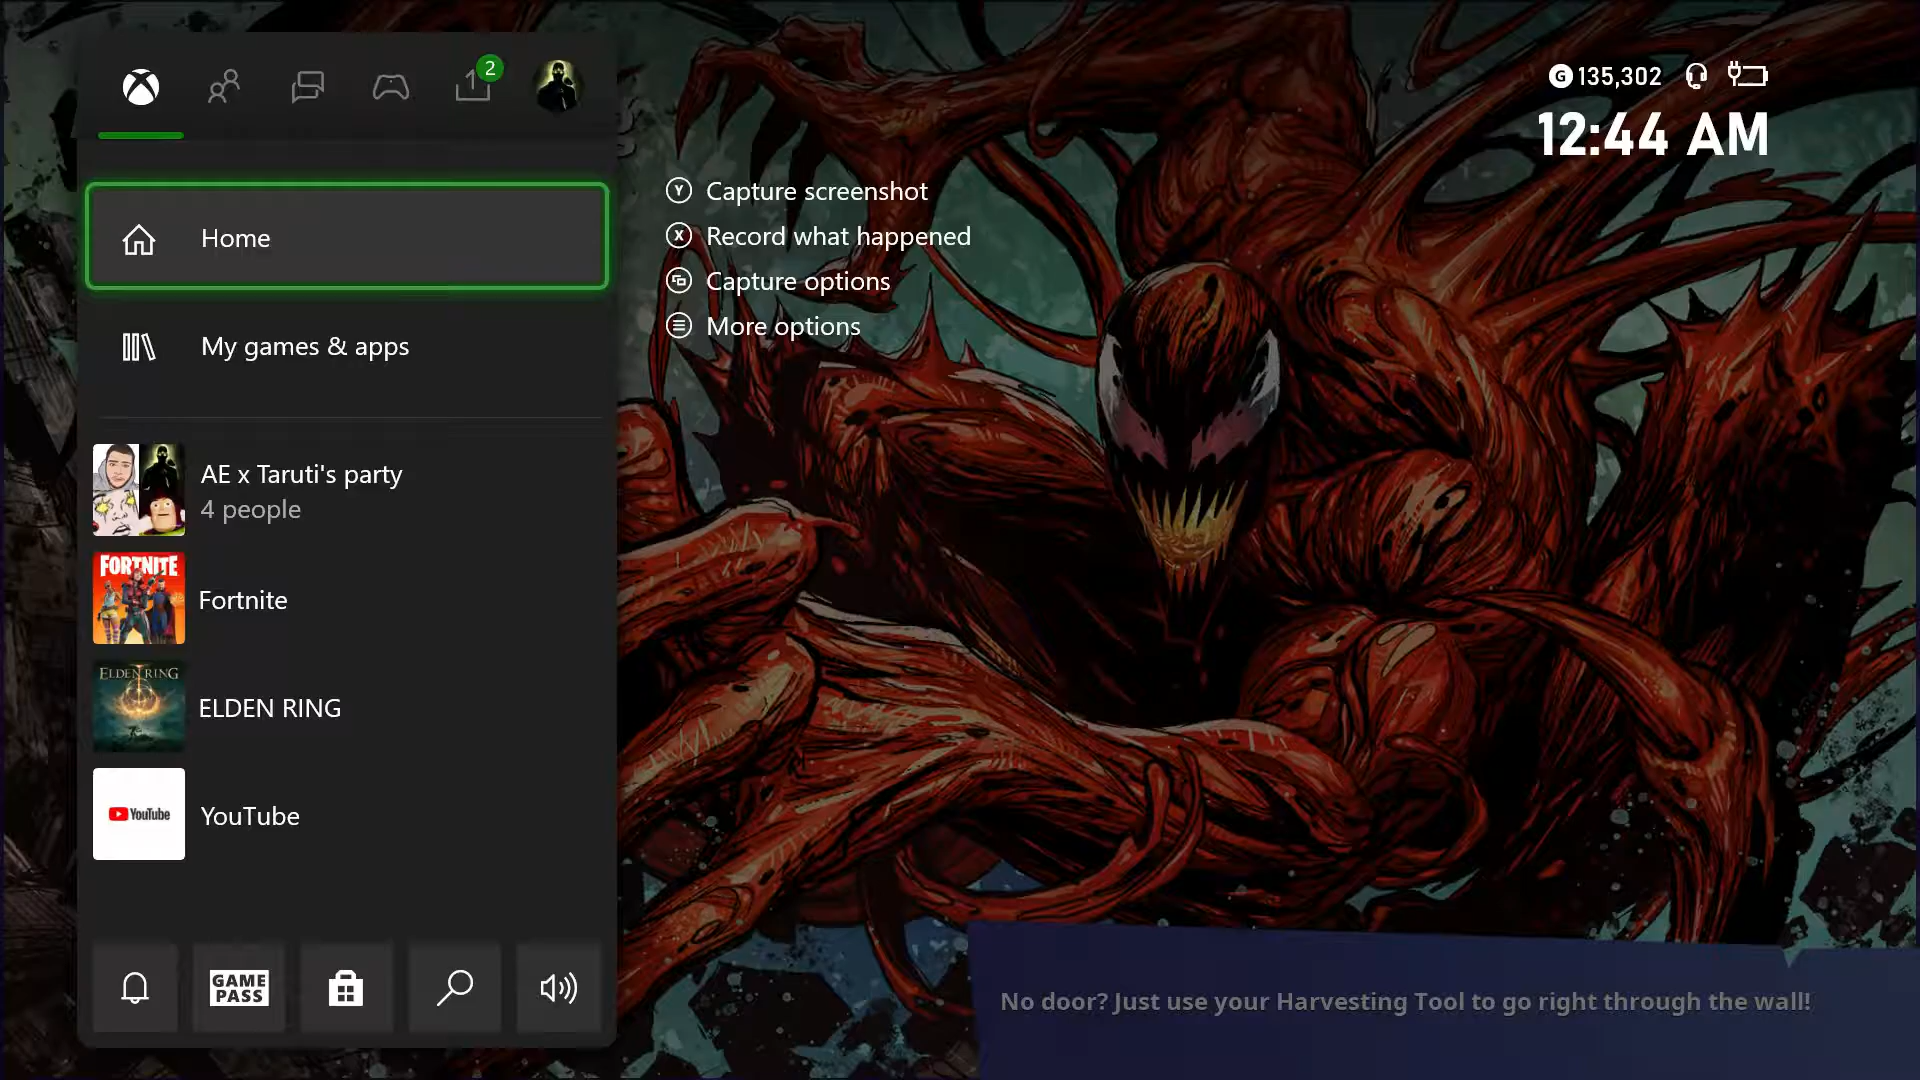 2
G 135,302
12:44 AM
Home
Y Capture screenshot
X Record what happened
Capture options
More options
My games & apps
AE x Taruti's party
4 people
FORTNITE
Fortnite
ELDEN RING
ELDEN RING
YouTube
YouTube
GAME
PASS
No door? Just use your Harvesting Tool to go right through the wall!